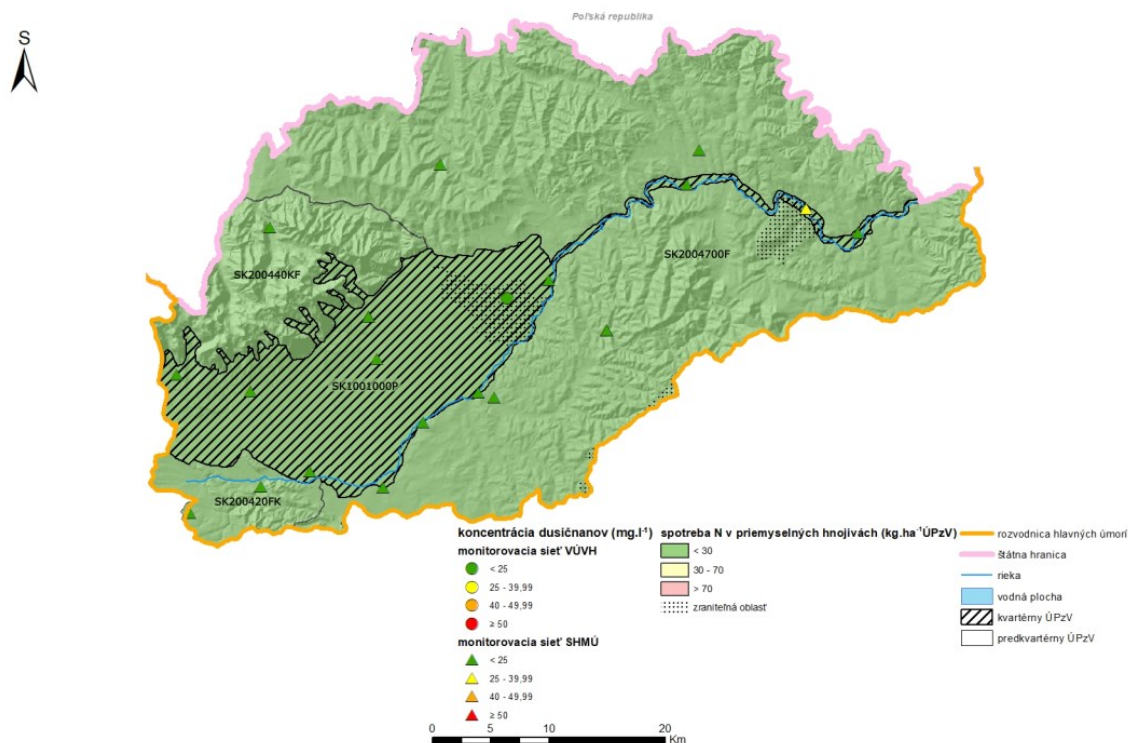 Poľská republika
S
SK200440KF
SK2004700F
SK1001000P
SK200420FK
koncentrácia dusičnanov (mg.l⁻¹)
monitorovacia sieť VÚVH
< 25
25 - 39,99
40 - 49,99
≥ 50
monitorovacia sieť SHMÚ
< 25
25 - 39,99
40 - 49,99
≥ 50
spotreba N v priemyselných hnojivách (kg.ha⁻¹ÚPzV)
< 30
30 - 70
> 70
zraniteľná oblasť
rozvodnica hlavných úmorí
štátna hranica
rieka
vodná plocha
kvartérny ÚPzV
predkvartérny ÚPzV
0 5 10 20
Km